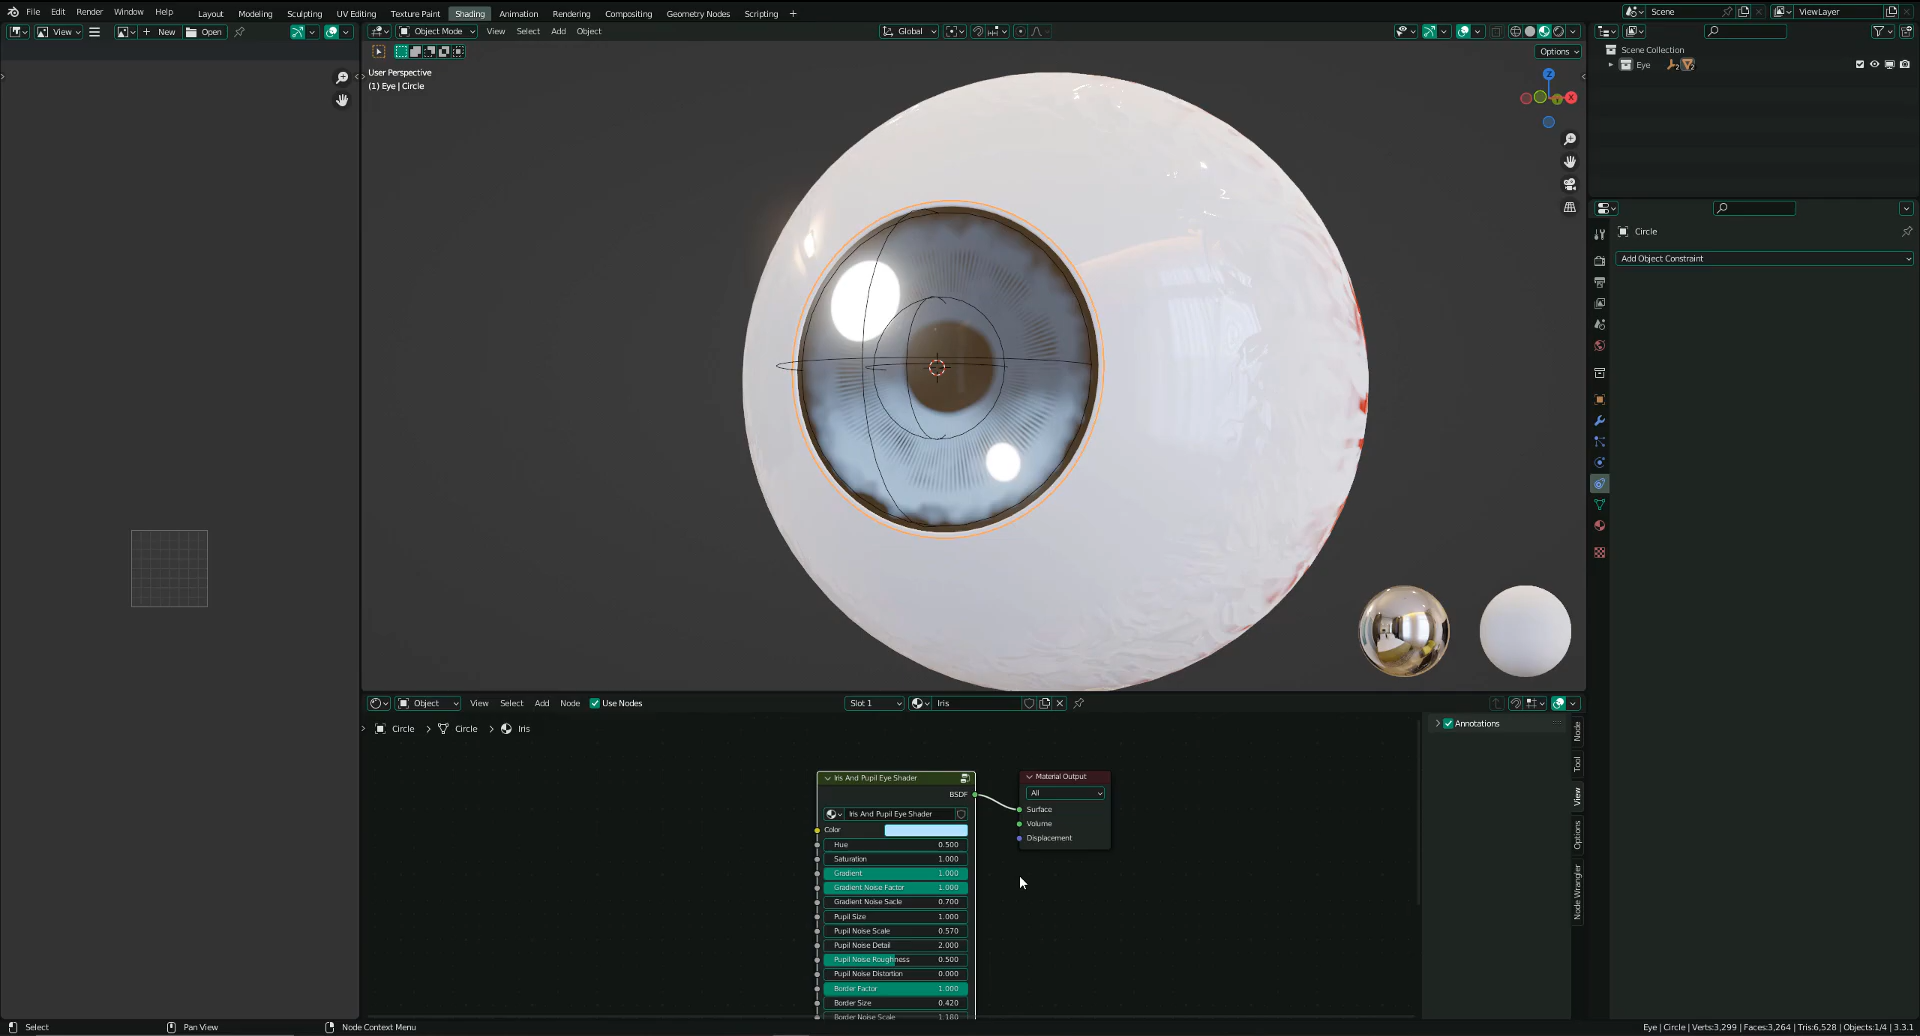 File Edit Render Window Help Layout Modeling Sculpting UV Editing Texture Paint Shading Animation Rendering Compositing Geometry Nodes Scripting + Scene ViewLayer
View New Open Object Mode View Select Add Object Global
Options
User Perspective
(1) Eye | Circle
Z
X
Y
Scene Collection
Eye 2 2
Circle
Add Object Constraint
Object View Select Add Node Use Nodes Slot 1 Iris
Circle > Circle > Iris
Annotations
Node
Tool
View
Options
Node Wrangler
Iris And Pupil Eye Shader
BSDF
Iris And Pupil Eye Shader
Color
Hue 0.500
Saturation 1.000
Gradient 1.000
Gradient Noise Factor 1.000
Gradient Noise Sacle 0.700
Pupil Size 1.000
Pupil Noise Scale 0.570
Pupil Noise Detail 2.000
Pupil Noise Roughness 0.500
Pupil Noise Distortion 0.000
Border Factor 1.000
Border Size 0.420
Border Noise Scale 1.180
Material Output
All
Surface
Volume
Displacement
Select Pan View Node Context Menu Eye | Circle | Verts:3,299 | Faces:3,264 | Tris:6,528 | Objects:1/4 | 3.3.1